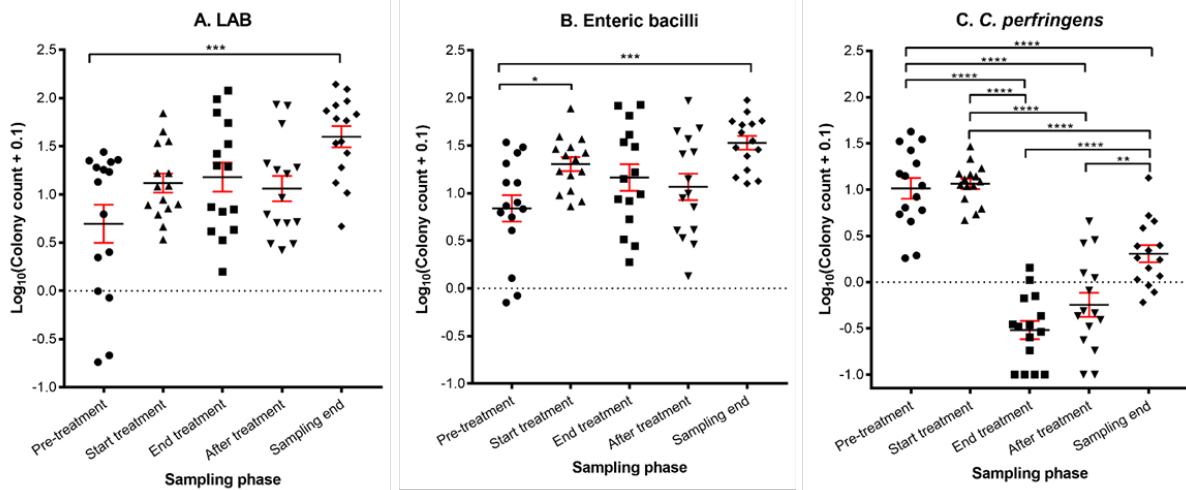 A. LAB
***
2.5
2.0
1.5
1.0
0.5
0.0
-0.5
-1.0
Log10(Colony count + 0.1)
Pre-treatment
Start treatment
End treatment
After treatment
Sampling end
Sampling phase
B. Enteric bacilli
***
*
2.5
2.0
1.5
1.0
0.5
0.0
-0.5
-1.0
Log10(Colony count + 0.1)
Pre-treatment
Start treatment
End treatment
After treatment
Sampling end
Sampling phase
C. C. perfringens
****
****
****
****
****
****
****
**
2.5
2.0
1.5
1.0
0.5
0.0
-0.5
-1.0
Log10(Colony count + 0.1)
Pre-treatment
Start treatment
End treatment
After treatment
Sampling end
Sampling phase